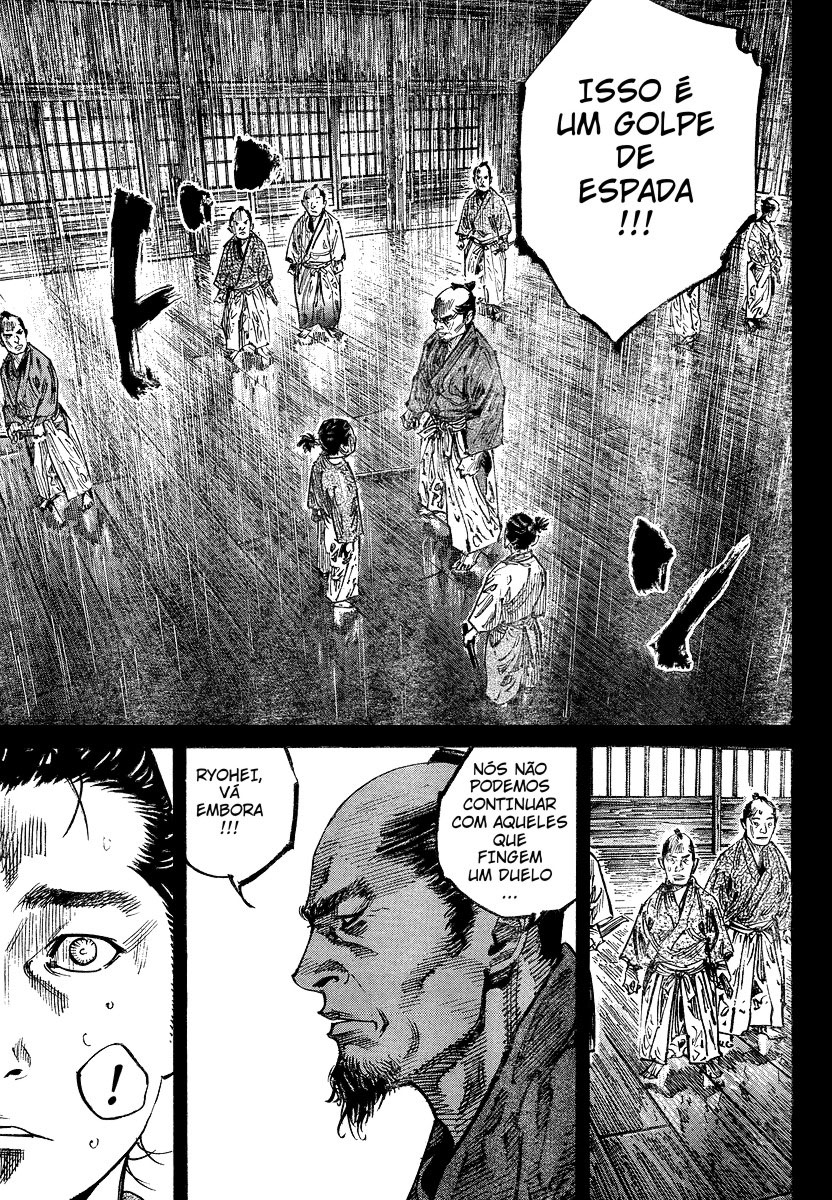 ISSO É
UM GOLPE
DE
ESPADA
!!!
NÓS NÃO
PODEMOS
CONTINUAR
COM AQUELES
QUE
FINGEM
UM DUELO
...
RYOHEI,
VÁ
EMBORA
!!!
!